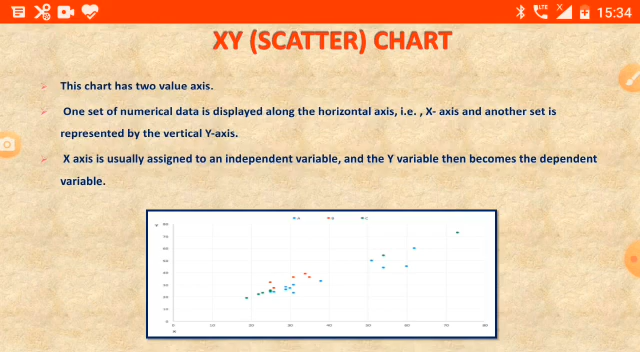 LTE
X
15:34
XY (SCATTER) CHART
This chart has two value axis.
One set of numerical data is displayed along the horizontal axis, i.e. , X- axis and another set is
represented by the vertical Y-axis.
X axis is usually assigned to an independent variable, and the Y variable then becomes the dependent
variable.